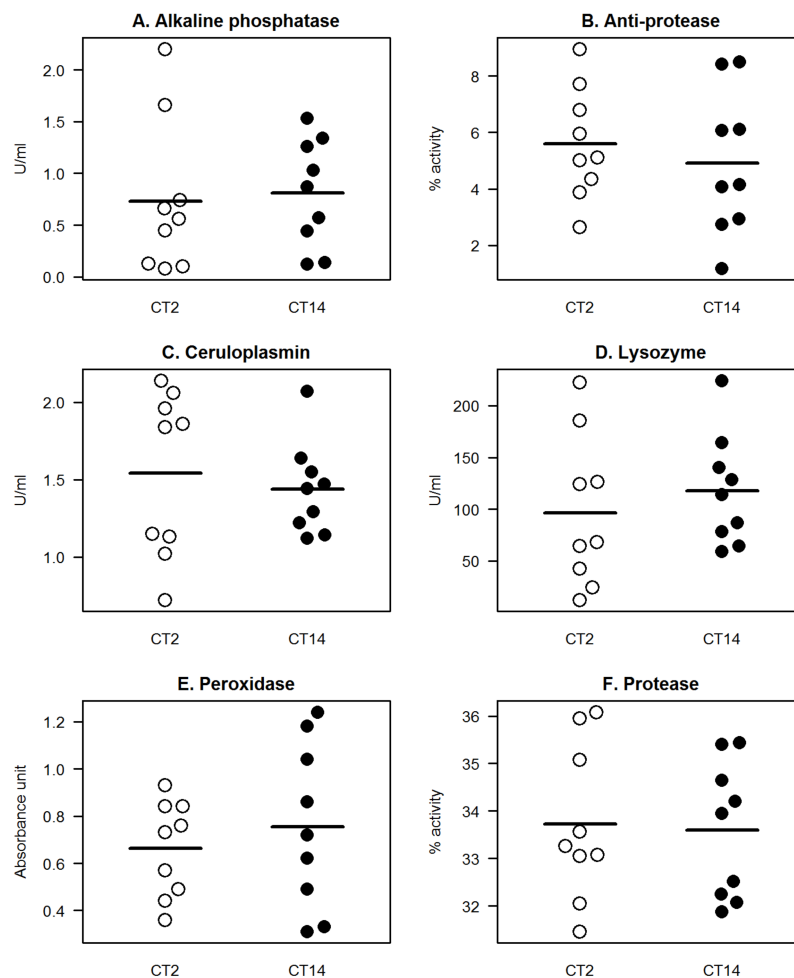 A. Alkaline phosphatase
U/ml
2.0
1.5
1.0
0.5
0.0
CT2 CT14
B. Anti-protease
% activity
8
6
4
2
CT2 CT14
C. Ceruloplasmin
U/ml
2.0
1.5
1.0
CT2 CT14
D. Lysozyme
U/ml
200
150
100
50
CT2 CT14
E. Peroxidase
Absorbance unit
1.2
1.0
0.8
0.6
0.4
CT2 CT14
F. Protease
% activity
36
35
34
33
32
CT2 CT14